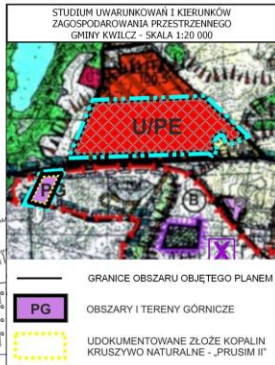 STUDIUM UWARUNKOWAŃ I KIERUNKÓW
ZAGOSPODAROWANIA PRZESTRZENNEGO
GMINY KWILCZ - SKALA 1:20 000
U/PE
B
X
GRANICE OBSZARU OBJĘTEGO PLANEM
PG
OBSZARY I TERENY GÓRNICZE
UDOKUMENTOWANE ZŁOŻE KOPALIN
KRUSZYWO NATURALNE - „PRUSIM II"